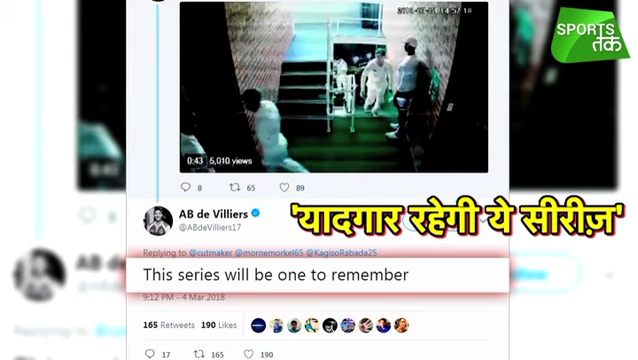 SPORTS
तक
0:43 5,010 views
8 65 89
AB de Villiers
@ABdeVilliers17
'यादगार रहेगी ये सीरीज़'
Replying to @cutmaker @mornemorkel65 @KagisoRabada25
This series will be one to remember
9:12 PM - 4 Mar 2018
165 Retweets 190 Likes
17 165 190